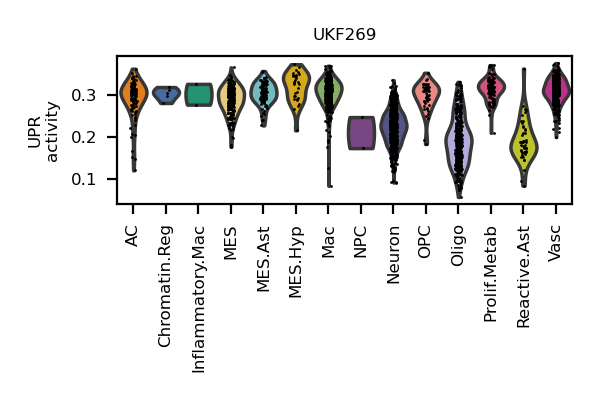 UKF269
UPR
activity
0.3
0.2
0.1
AC
Chromatin.Reg
Inflammatory.Mac
MES
MES.Ast
MES.Hyp
Mac
NPC
Neuron
OPC
Oligo
Prolif.Metab
Reactive.Ast
Vasc